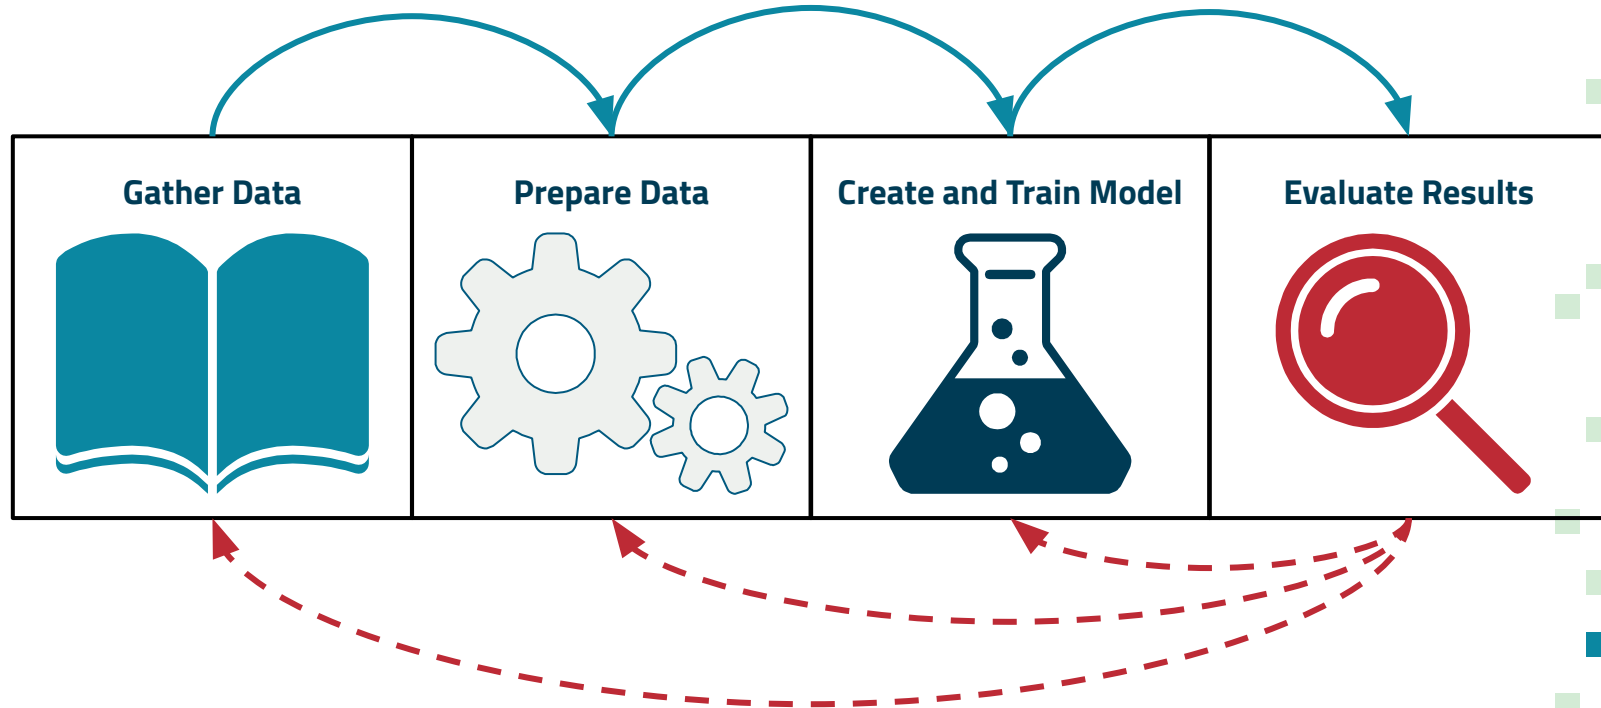 Gather Data
Prepare Data
Create and Train Model
Evaluate Results